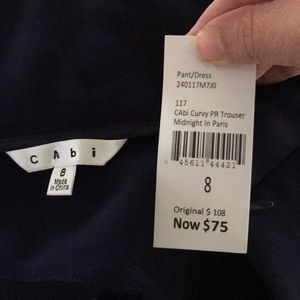 CAbi
8
Made
in China
Pant/Dress
240117M7J0
117
CAbi Curvy PR Trouser
Midnight In Paris
45611 44421
8
Original $ 108
Now $75